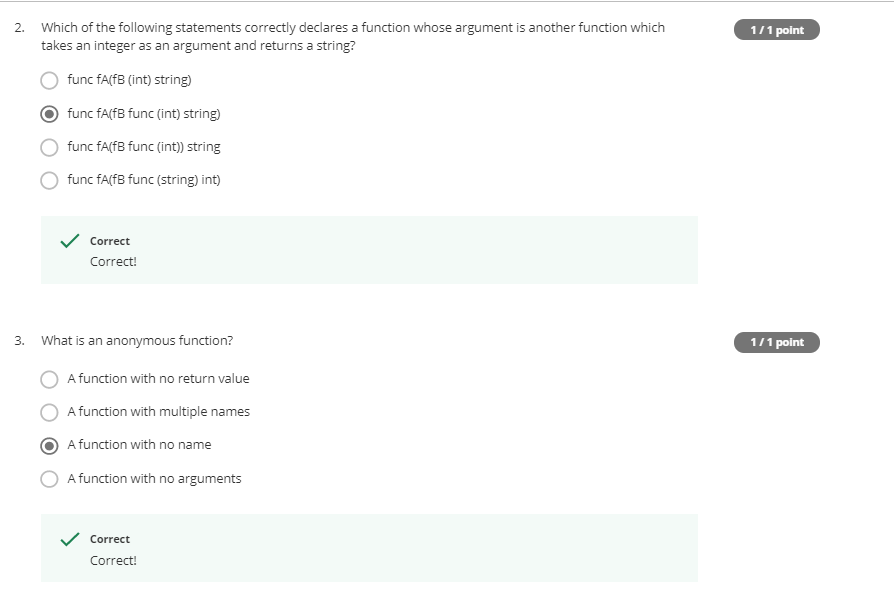 2. Which of the following statements correctly declares a function whose argument is another function which
takes an integer as an argument and returns a string?
1 / 1 point
func fA(fB (int) string)
func fA(fB func (int) string)
func fA(fB func (int)) string
func fA(fB func (string) int)
Correct
Correct!
3. What is an anonymous function?
1 / 1 point
A function with no return value
A function with multiple names
A function with no name
A function with no arguments
Correct
Correct!